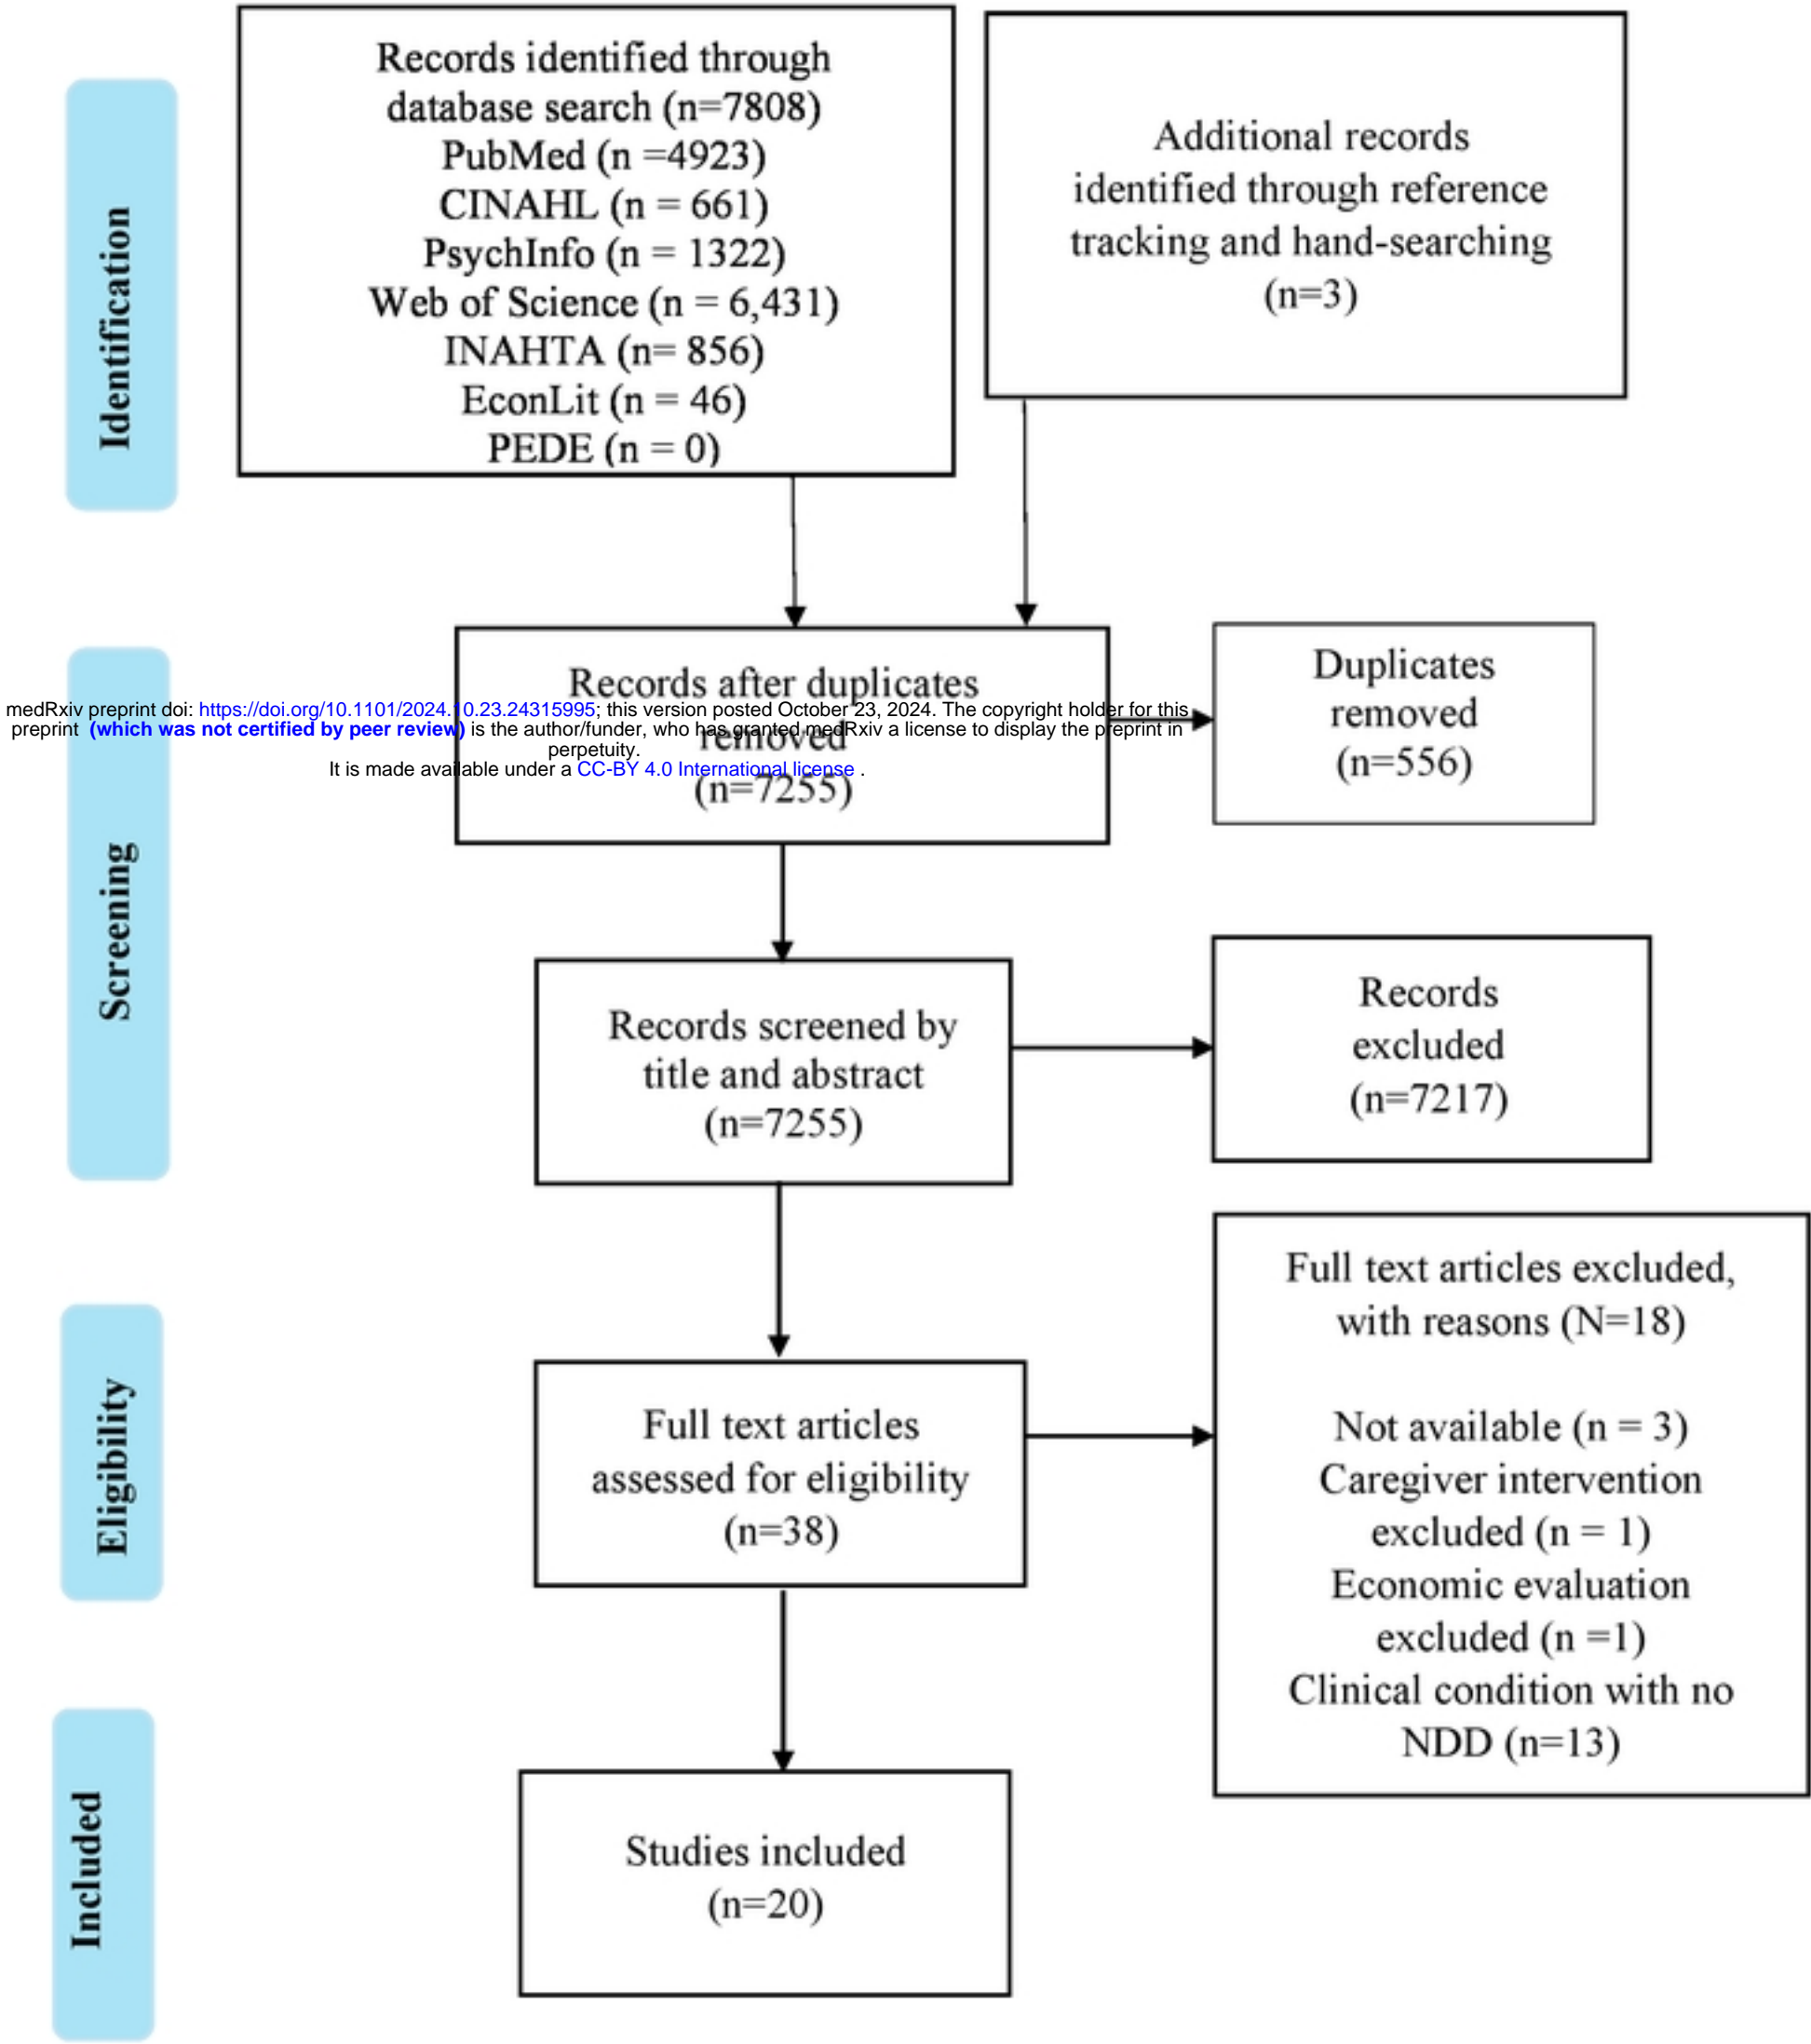 Identification
Records identified through
database search (n=7808)
PubMed (n =4923)
CINAHL (n = 661)
PsychInfo (n = 1322)
Web of Science (n = 6,431)
INAHTA (n= 856)
EconLit (n = 46)
PEDE (n = 0)
Additional records
identified through reference
tracking and hand-searching
(n=3)
Screening
Records after duplicates
removed
(n=7255)
medRxiv preprint doi: https://doi.org/10.1101/2024.10.23.24315995; this version posted October 23, 2024. The copyright holder for this
preprint (which was not certified by peer review) is the author/funder, who has granted medRxiv a license to display the preprint in
perpetuity.
It is made available under a CC-BY 4.0 International license .
Duplicates
removed
(n=556)
Records screened by
title and abstract
(n=7255)
Records
excluded
(n=7217)
Eligibility
Full text articles
assessed for eligibility
(n=38)
Full text articles excluded,
with reasons (N=18)
Not available (n = 3)
Caregiver intervention
excluded (n = 1)
Economic evaluation
excluded (n =1)
Clinical condition with no
NDD (n=13)
Included
Studies included
(n=20)